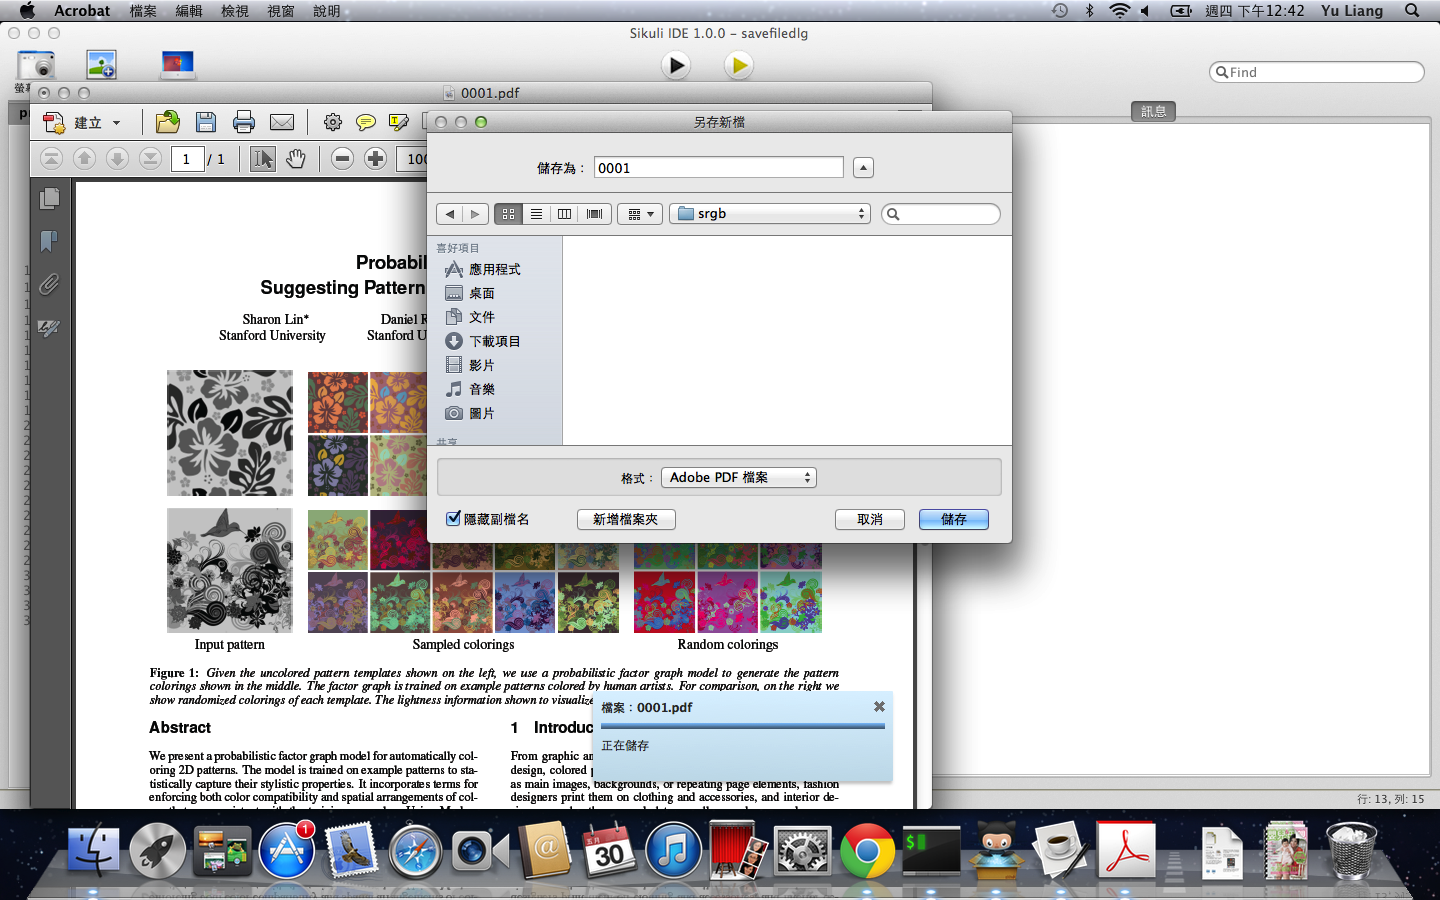 Acrobat 檔案 編輯 檢視 視窗 說明 週四 下午12:42 Yu Liang
Sikuli IDE 1.0.0 – savefiledlg
Find
訊息
0001.pdf
建立
1 / 1
另存新檔
儲存為： 0001
srgb
喜好項目
應用程式
桌面
文件
下載項目
影片
音樂
圖片
共享
格式： Adobe PDF 檔案
隱藏副檔名 新增檔案夾 取消 儲存
Suggesting Pattern
Sharon Lin*
Stanford University
Input pattern Sampled colorings Random colorings
Figure 1: Given the uncolored pattern templates shown on the left, we use a probabilistic factor graph model to generate the pattern
colorings shown in the middle. The factor graph is trained on example patterns colored by human artists. For comparison, on the right we
show randomized colorings of each template. The lightness information shown to visualiz
Abstract
We present a probabilistic factor graph model for automatically col-
oring 2D patterns. The model is trained on example patterns to sta-
tistically capture their stylistic properties. It incorporates terms for
enforcing both color compatibility and spatial arrangements of col-
1 Introduc
From graphic an
design, colored p
as main images, backgrounds, or repeating page elements, fashion
designers print them on clothing and accessories, and interior de-
檔案：0001.pdf
正在儲存
行: 13, 列: 15
1
五月
30
$